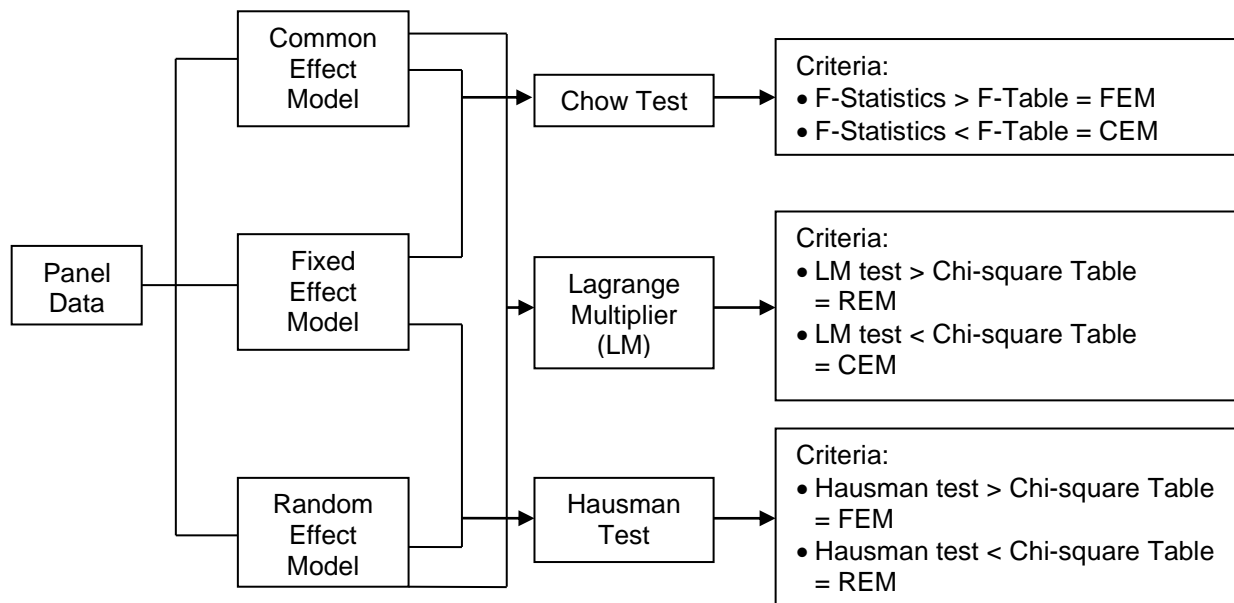 Common
Effect
Model
Chow Test
Criteria:
• F-Statistics > F-Table = FEM
• F-Statistics < F-Table = CEM
Panel
Data
Fixed
Effect
Model
Lagrange
Multiplier
(LM)
Criteria:
• LM test > Chi-square Table
= REM
• LM test < Chi-square Table
= CEM
Random
Effect
Model
Hausman
Test
Criteria:
• Hausman test > Chi-square Table
= FEM
• Hausman test < Chi-square Table
= REM